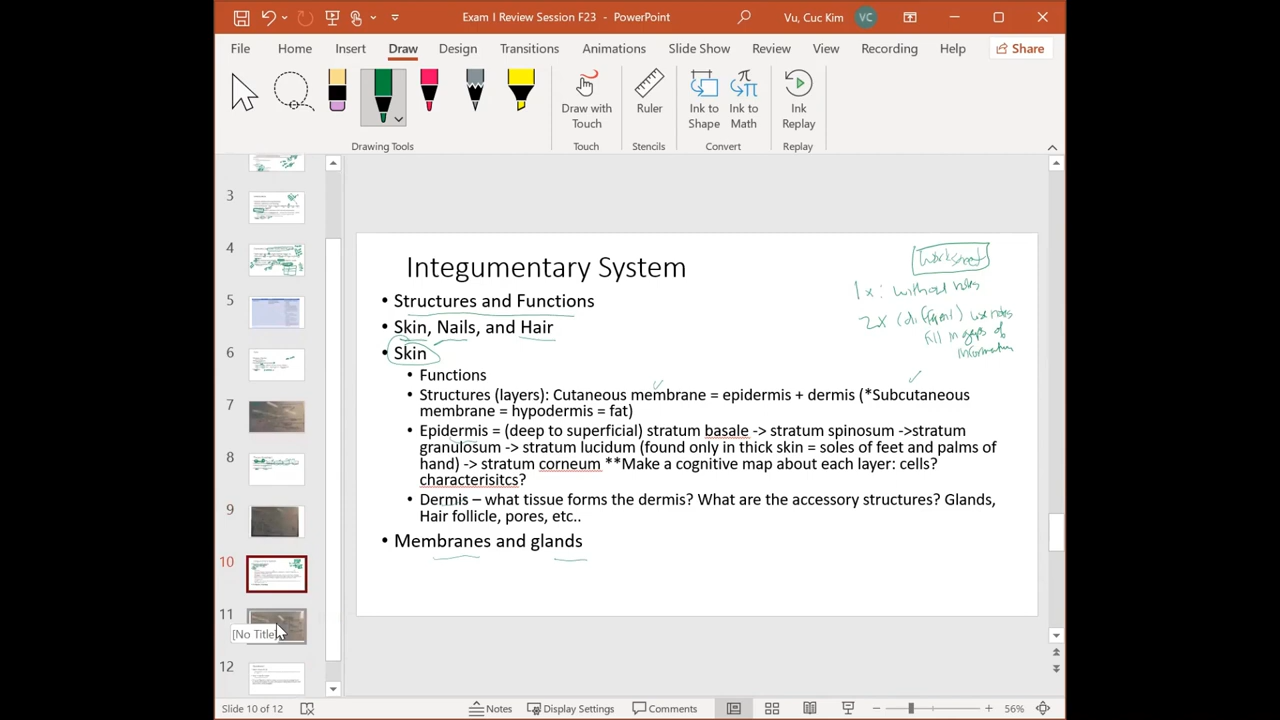 Exam I Review Session F23 - PowerPoint
Vu, Cuc Kim
VC
File Home Insert Draw Design Transitions Animations Slide Show Review View Recording Help Share
Draw with Touch
Ruler
Ink to Shape
Ink to Math
Ink Replay
Drawing Tools Touch Stencils Convert Replay
3
4
5
6
7
8
9
10
11
[No Title]
12
Integumentary System
Worksheet
1x: without notes
2x (different) use notes
fill in gaps of
information
• Structures and Functions
• Skin, Nails, and Hair
• Skin
• Functions
• Structures (layers): Cutaneous membrane = epidermis + dermis (*Subcutaneous
membrane = hypodermis = fat)
• Epidermis = (deep to superficial) stratum basale -> stratum spinosum ->stratum
granulosum -> stratum lucidum (found only in thick skin = soles of feet and palms of
hand) -> stratum corneum **Make a cognitive map about each layer: cells?
characterisitcs?
• Dermis – what tissue forms the dermis? What are the accessory structures? Glands,
Hair follicle, pores, etc..
• Membranes and glands
Slide 10 of 12 Notes Display Settings Comments 56%